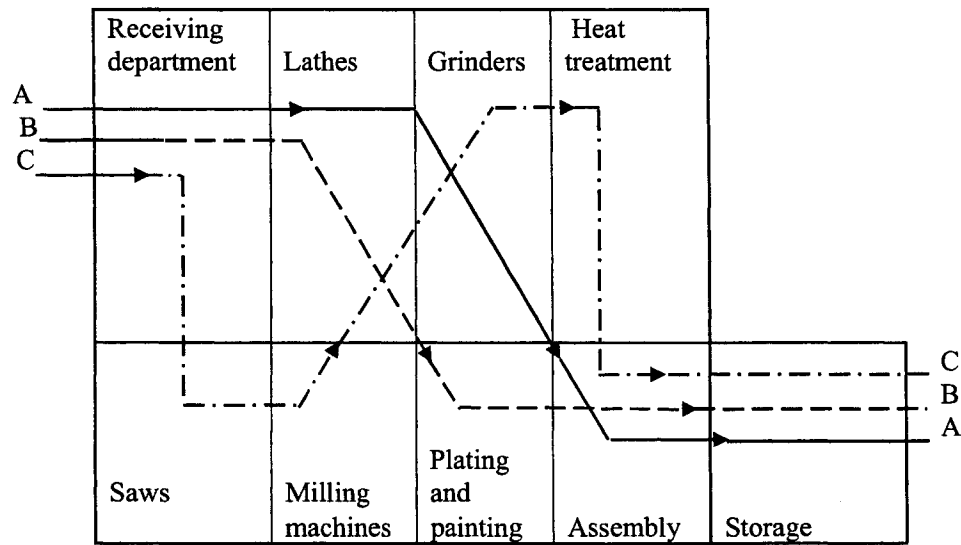 Receiving
department
Lathes
Grinders
Heat
treatment
A
B
C
C
B
A
Saws
Milling
machines
Plating
and
painting
Assembly
Storage